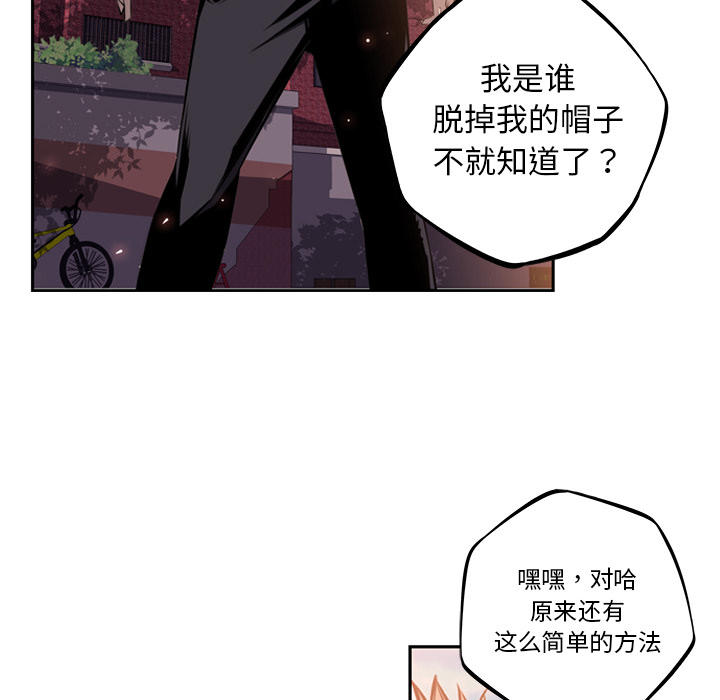 我是谁
脱掉我的帽子
不就知道了？
嘿嘿，对哈
原来还有
这么简单的方法